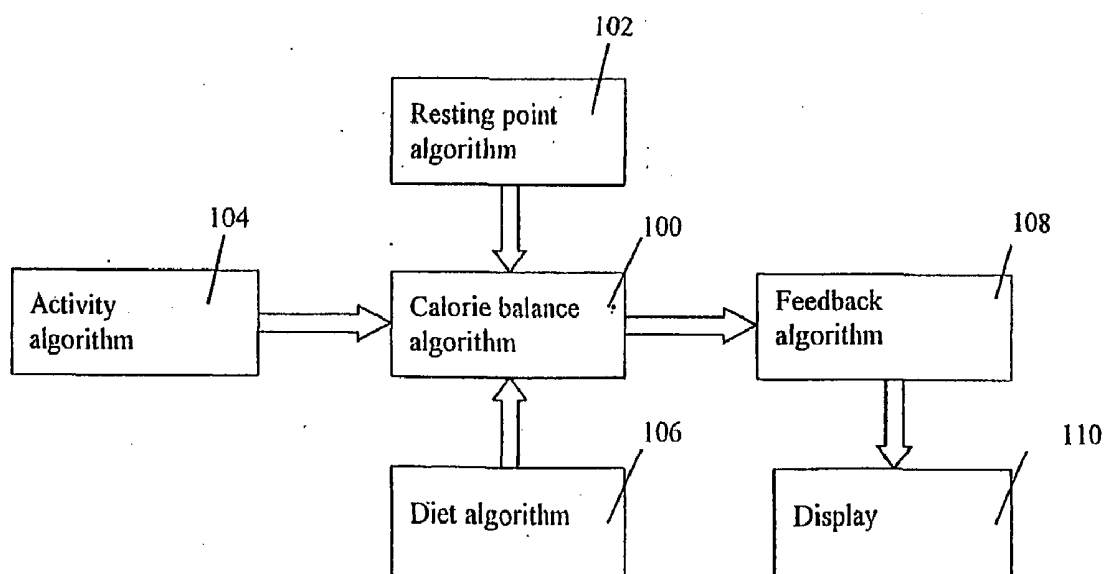 102
Resting point
algorithm
104
100
108
Activity
algorithm
Calorie balance
algorithm
Feedback
algorithm
106
110
Diet algorithm
Display